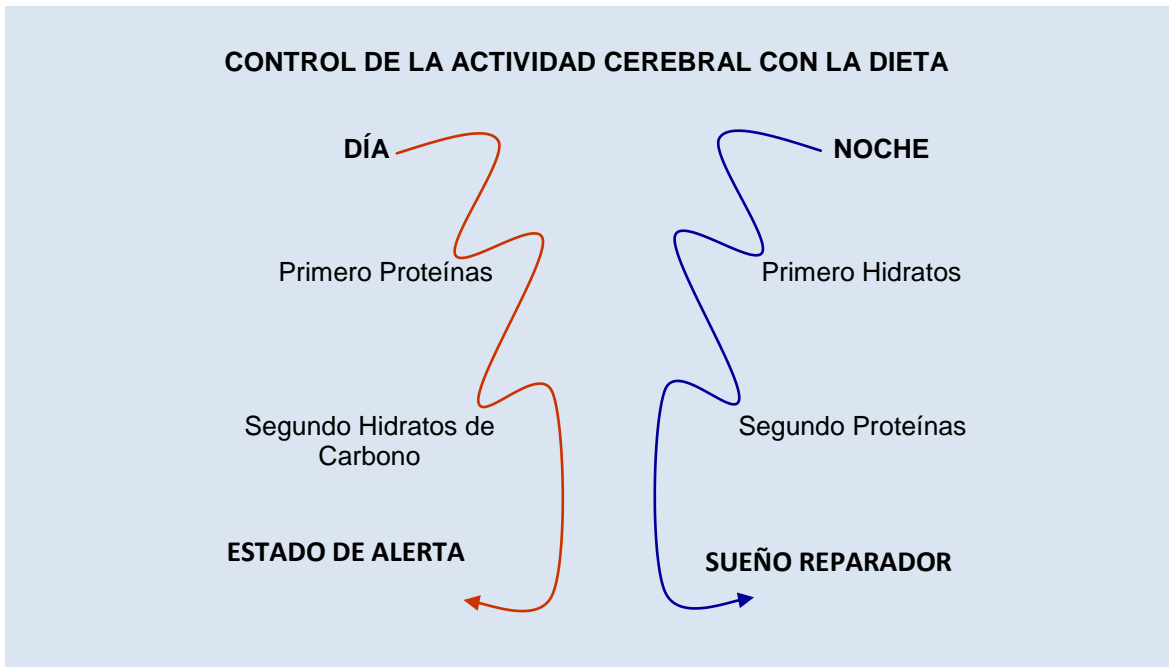 CONTROL DE LA ACTIVIDAD CEREBRAL CON LA DIETA
DÍA
Primero Proteínas
Segundo Hidratos de
Carbono
ESTADO DE ALERTA
NOCHE
Primero Hidratos
Segundo Proteínas
SUEÑO REPARADOR